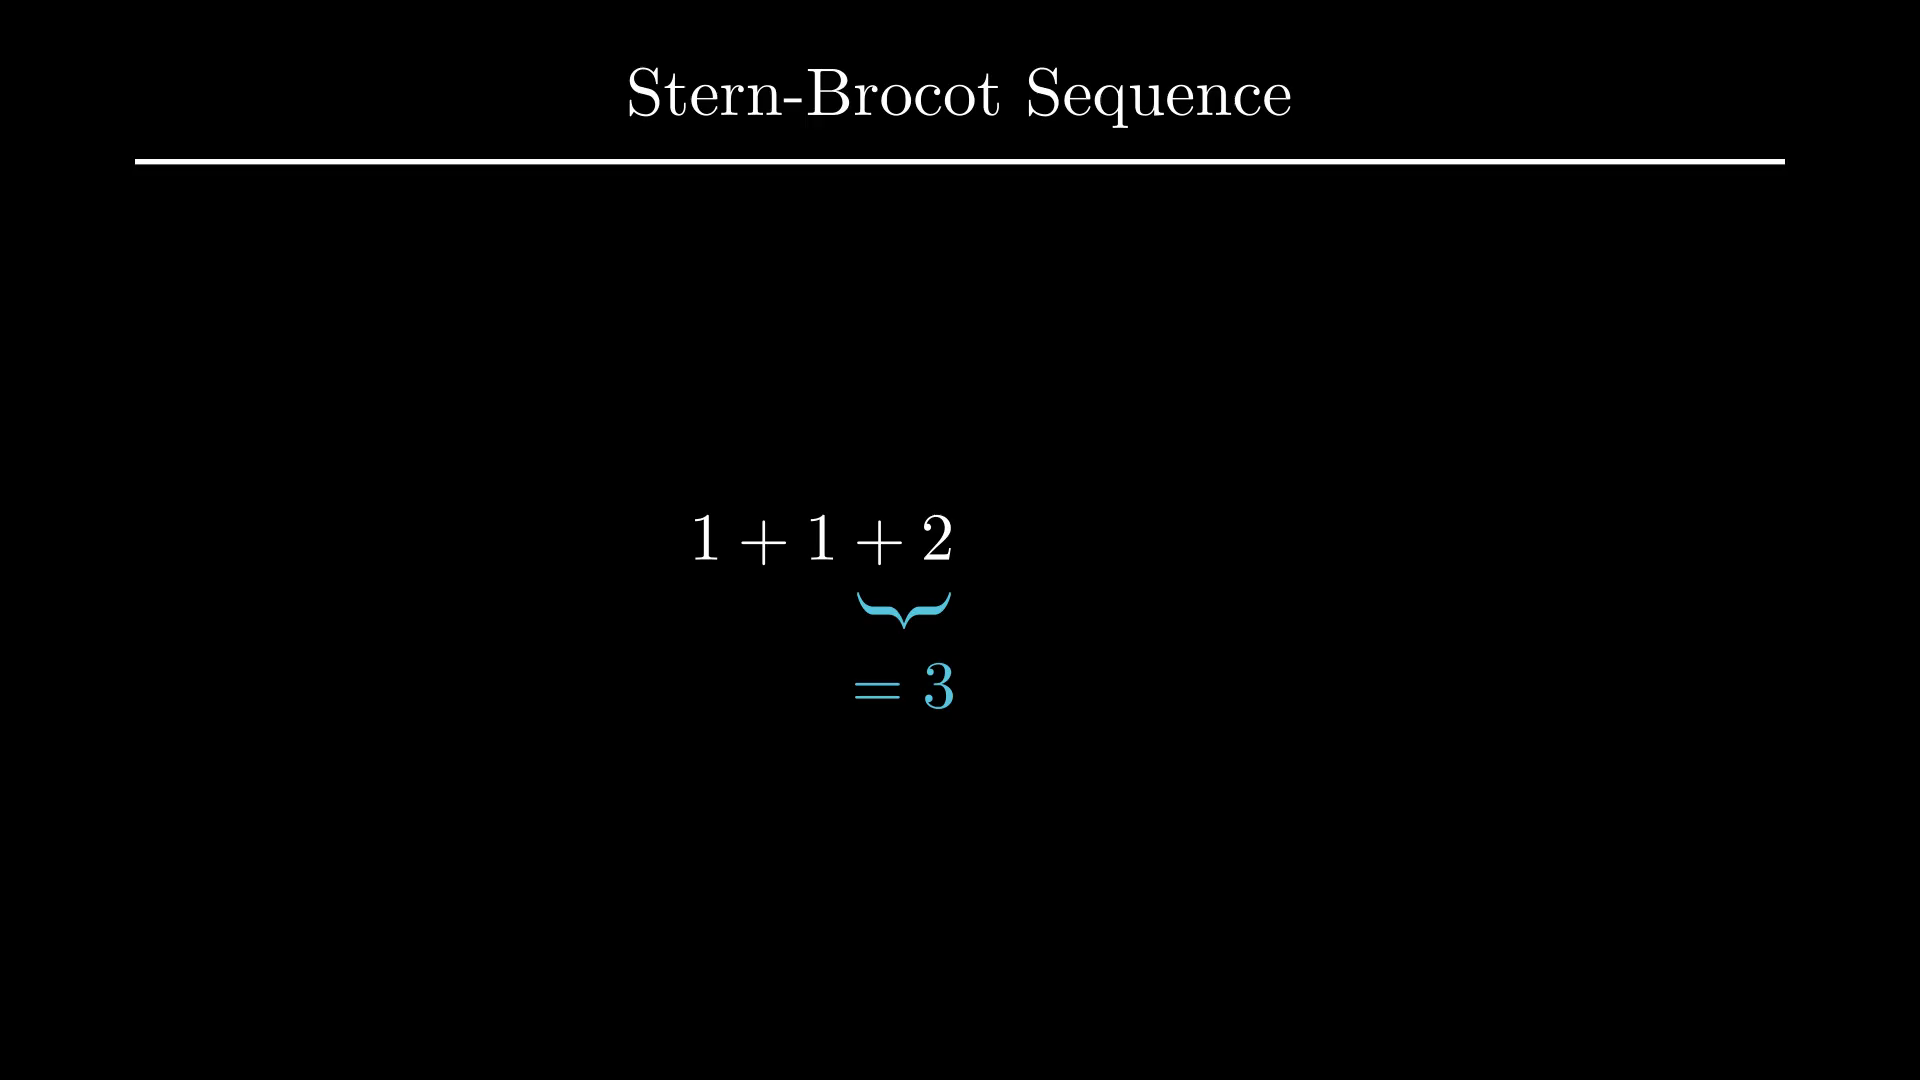 Stern-Brocot Sequence
1 + 1 + 2
= 3